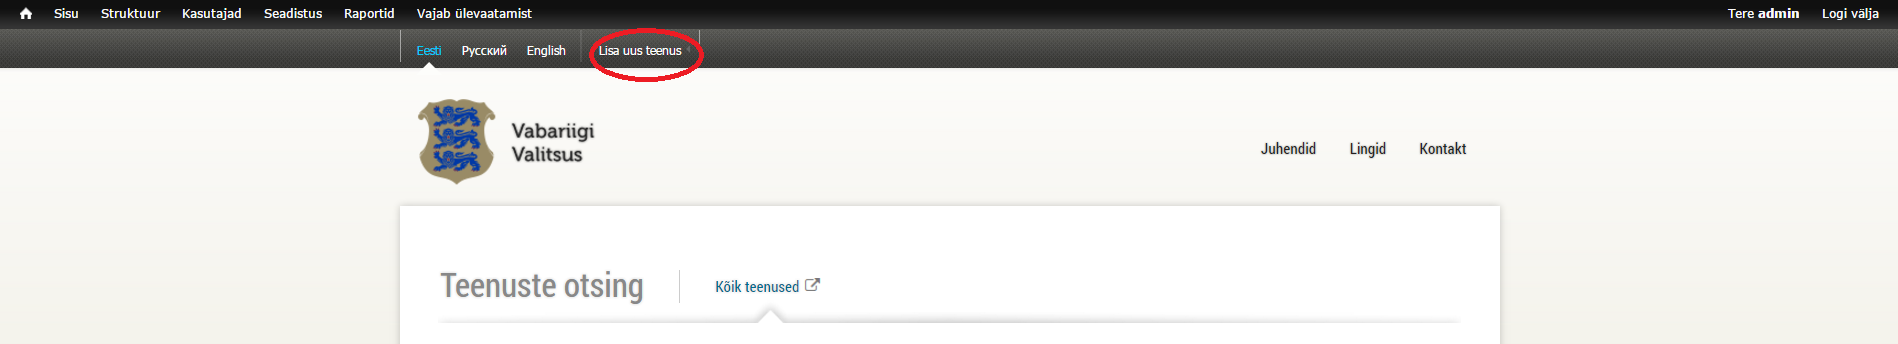 Sisu Struktuur Kasutajad Seadistus Raportid Vajab ülevaatamist Tere admin Logi välja
Eesti Русский English Lisa uus teenus
Vabariigi
Valitsus
Juhendid Lingid Kontakt
Teenuste otsing Kõik teenused